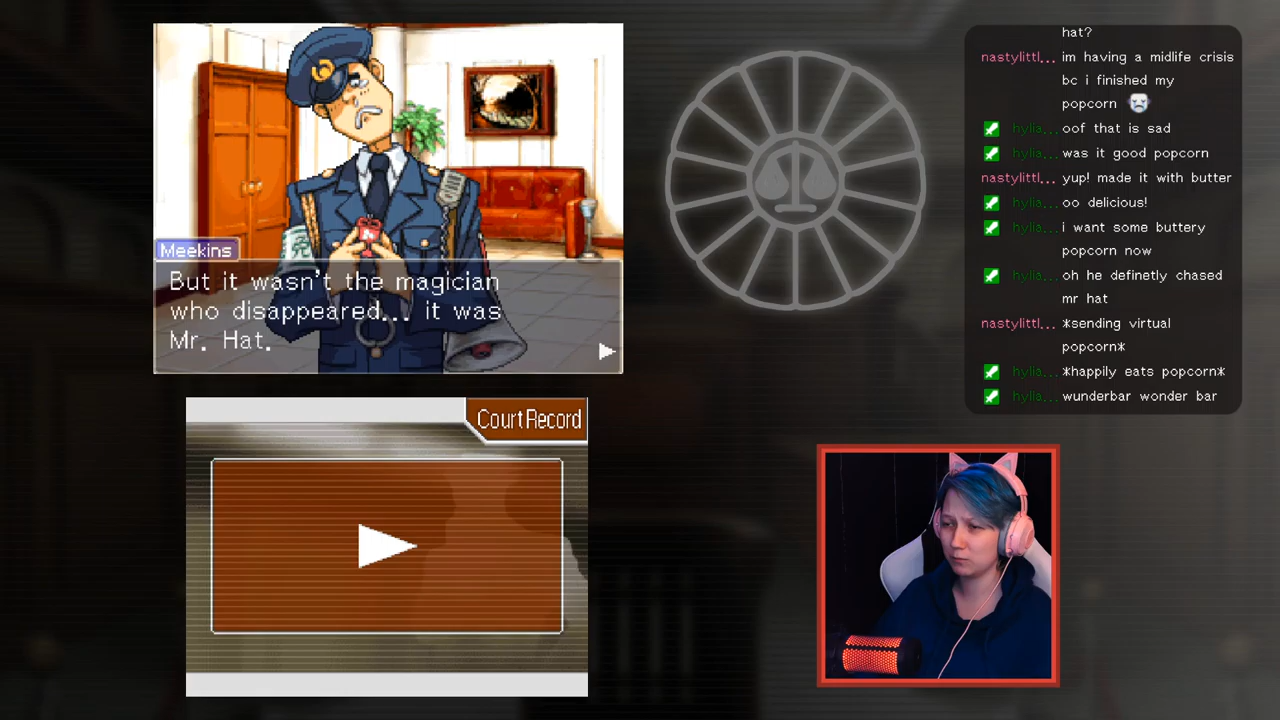 Meekins
But it wasn't the magician
who disappeared... it was
Mr. Hat.
Court Record
hat?
nastylittl... im having a midlife crisis
bc i finished my
popcorn
hylia... oof that is sad
hylia... was it good popcorn
nastylittl... yup! made it with butter
hylia... oo delicious!
hylia... i want some buttery
popcorn now
hylia... oh he definetly chased
mr hat
nastylittl... *sending virtual
popcorn*
hylia... *happily eats popcorn*
hylia... wunderbar wonder bar